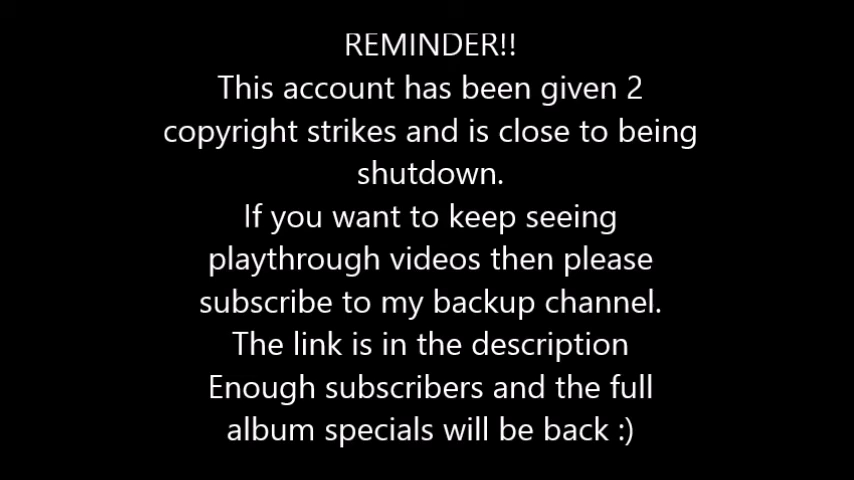 REMINDER!!
This account has been given 2
copyright strikes and is close to being
shutdown.
If you want to keep seeing
playthrough videos then please
subscribe to my backup channel.
The link is in the description
Enough subscribers and the full
album specials will be back :)